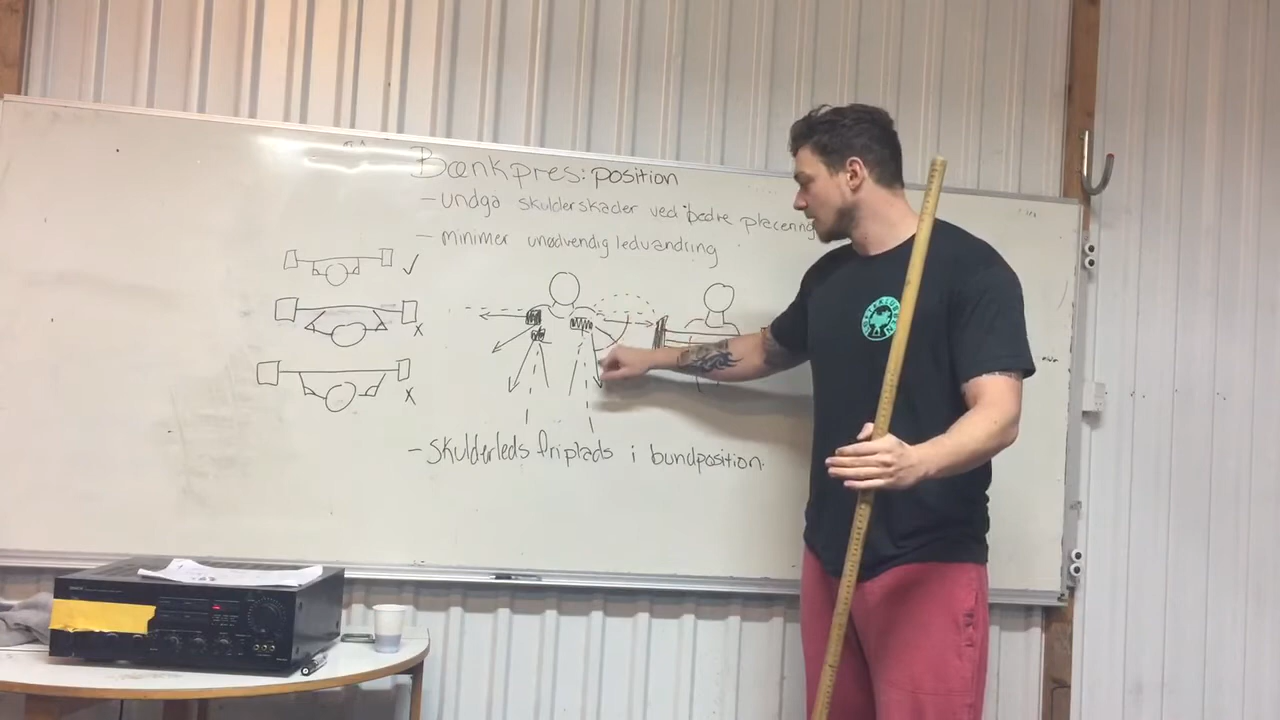 Bænkpres: position
- undgå skulderskader ved bedre placering
- minimer unødvendig ledvandring
- skulderleds friplads i bundposition.